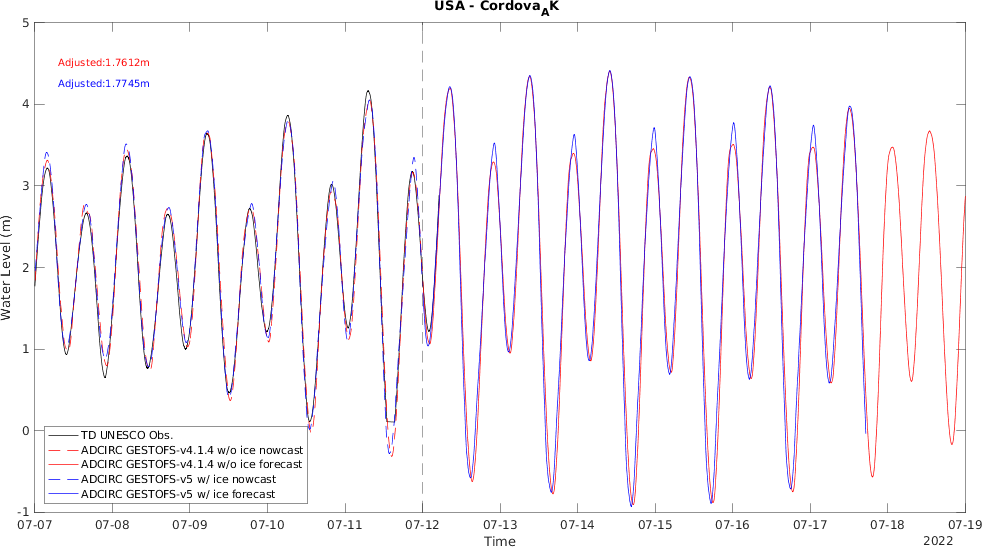 USA - Cordova_AK
5
4
3
2
1
0
-1
Water Level (m)
Adjusted:1.7612m
Adjusted:1.7745m
TD UNESCO Obs.
ADCIRC GESTOFS-v4.1.4 w/o ice nowcast
ADCIRC GESTOFS-v4.1.4 w/o ice forecast
ADCIRC GESTOFS-v5 w/ ice nowcast
ADCIRC GESTOFS-v5 w/ ice forecast
07-07 07-08 07-09 07-10 07-11 07-12 07-13 07-14 07-15 07-16 07-17 07-18 07-19
Time
2022